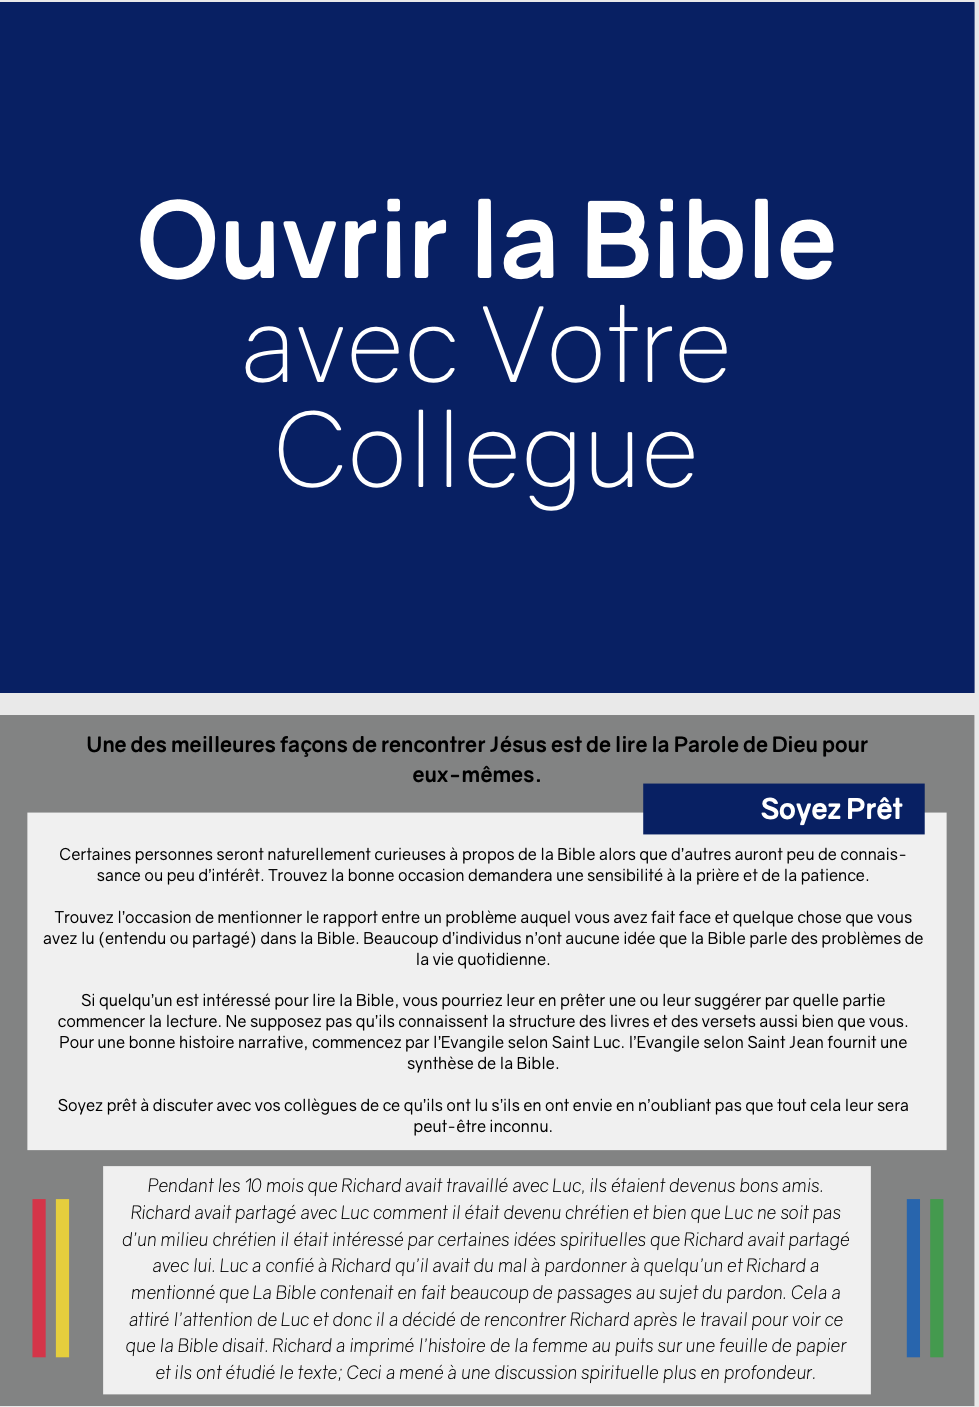 Ouvrir la Bible
avec Votre
Collegue
Une des meilleures façons de rencontrer Jésus est de lire la Parole de Dieu pour
eux-mêmes.
Soyez Prêt
Certaines personnes seront naturellement curieuses à propos de la Bible alors que d'autres auront peu de connais-
sance ou peu d'intérêt. Trouvez la bonne occasion demandera une sensibilité à la prière et de la patience.
Trouvez l'occasion de mentionner le rapport entre un problème auquel vous avez fait face et quelque chose que vous
avez lu (entendu ou partagé) dans la Bible. Beaucoup d'individus n'ont aucune idée que la Bible parle des problèmes de
la vie quotidienne.
Si quelqu'un est intéressé pour lire la Bible, vous pourriez leur en prêter une ou leur suggérer par quelle partie
commencer la lecture. Ne supposez pas qu'ils connaissent la structure des livres et des versets aussi bien que vous.
Pour une bonne histoire narrative, commencez par l'Evangile selon Saint Luc. l'Evangile selon Saint Jean fournit une
synthèse de la Bible.
Soyez prêt à discuter avec vos collègues de ce qu'ils ont lu s'ils en ont envie en n'oubliant pas que tout cela leur sera
peut-être inconnu.
Pendant les 10 mois que Richard avait travaillé avec Luc, ils étaient devenus bons amis.
Richard avait partagé avec Luc comment il était devenu chrétien et bien que Luc ne soit pas
d'un milieu chrétien il était intéressé par certaines idées spirituelles que Richard avait partagé
avec lui. Luc a confié à Richard qu'il avait du mal à pardonner à quelqu'un et Richard a
mentionné que La Bible contenait en fait beaucoup de passages au sujet du pardon. Cela a
attiré l'attention de Luc et donc il a décidé de rencontrer Richard après le travail pour voir ce
que la Bible disait. Richard a imprimé l'histoire de la femme au puits sur une feuille de papier
et ils ont étudié le texte; Ceci a mené à une discussion spirituelle plus en profondeur.